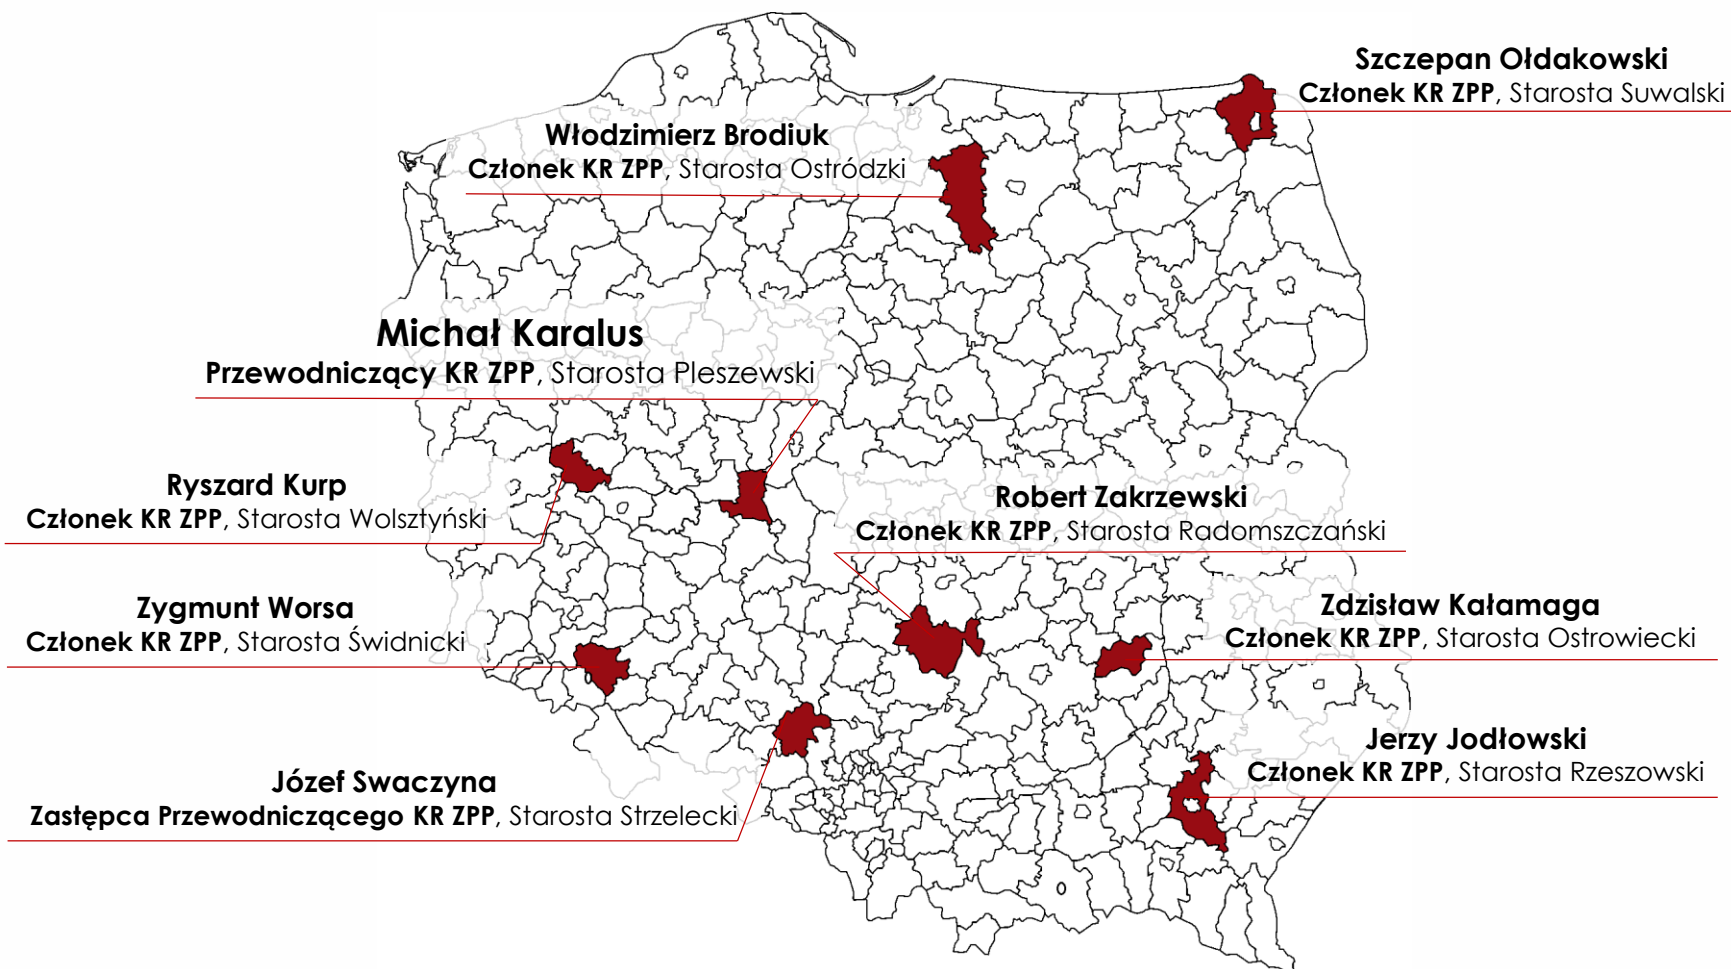 Szczepan Ołdakowski
Członek KR ZPP, Starosta Suwalski
Włodzimierz Brodiuk
Członek KR ZPP, Starosta Ostródzki
Michał Karalus
Przewodniczący KR ZPP, Starosta Pleszewski
Ryszard Kurp
Członek KR ZPP, Starosta Wolsztyński
Robert Zakrzewski
Członek KR ZPP, Starosta Radomszczański
Zygmunt Worsa
Członek KR ZPP, Starosta Świdnicki
Zdzisław Kałamaga
Członek KR ZPP, Starosta Ostrowiecki
Józef Swaczyna
Zastępca Przewodniczącego KR ZPP, Starosta Strzelecki
Jerzy Jodłowski
Członek KR ZPP, Starosta Rzeszowski